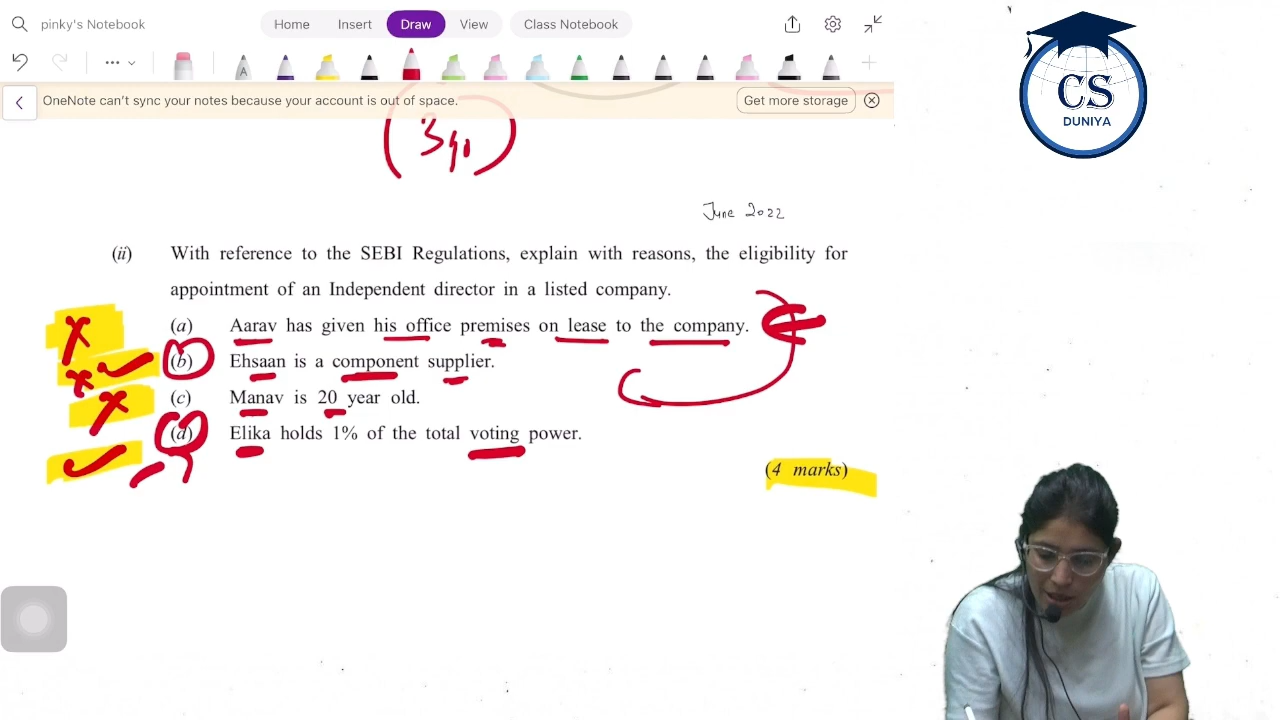 pinky's Notebook
Home Insert Draw View Class Notebook
A
OneNote can't sync your notes because your account is out of space.
Get more storage
CS
DUNIYA
June 2022
(ii) With reference to the SEBI Regulations, explain with reasons, the eligibility for
appointment of an Independent director in a listed company.
(a) Aarav has given his office premises on lease to the company.
(b) Ehsaan is a component supplier.
(c) Manav is 20 year old.
(d) Elika holds 1% of the total voting power.
(4 marks)